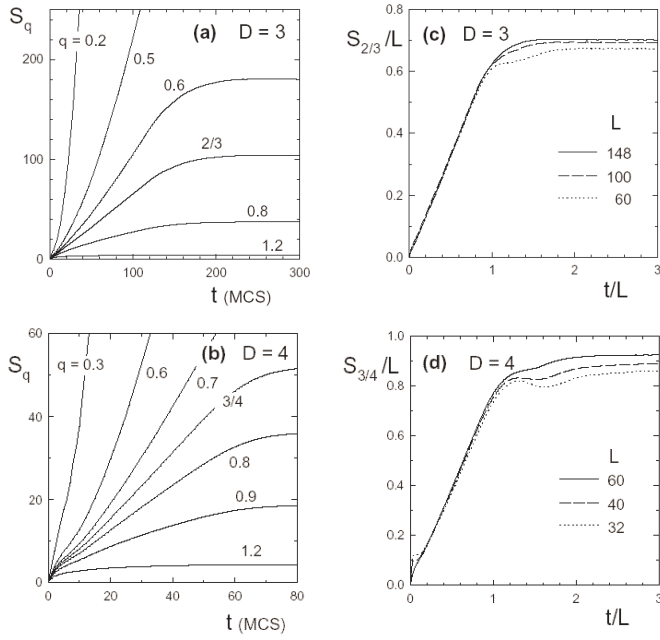 S_q
(a) D = 3
q = 0.2
0.5
0.6
2/3
0.8
1.2
200
100
0
0 100 200 300
t (MCS)
S_2/3 /L
(c) D = 3
0.8
0.6
0.4
0.2
0.0
L
148
100
60
0 1 2 3
t/L
S_q
(b) D = 4
q = 0.3
0.6
0.7
3/4
0.8
0.9
1.2
60
40
20
0
0 20 40 60 80
t (MCS)
S_3/4 /L
(d) D = 4
1.0
0.8
0.6
0.4
0.2
0.0
L
60
40
32
0 1 2 3
t/L